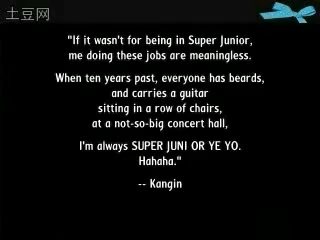 土豆网
"If it wasn't for being in Super Junior,
me doing these jobs are meaningless.
When ten years past, everyone has beards,
and carries a guitar
sitting in a row of chairs,
at a not-so-big concert hall,
I'm always SUPER JUNI OR YE YO.
Hahaha."
-- Kangin